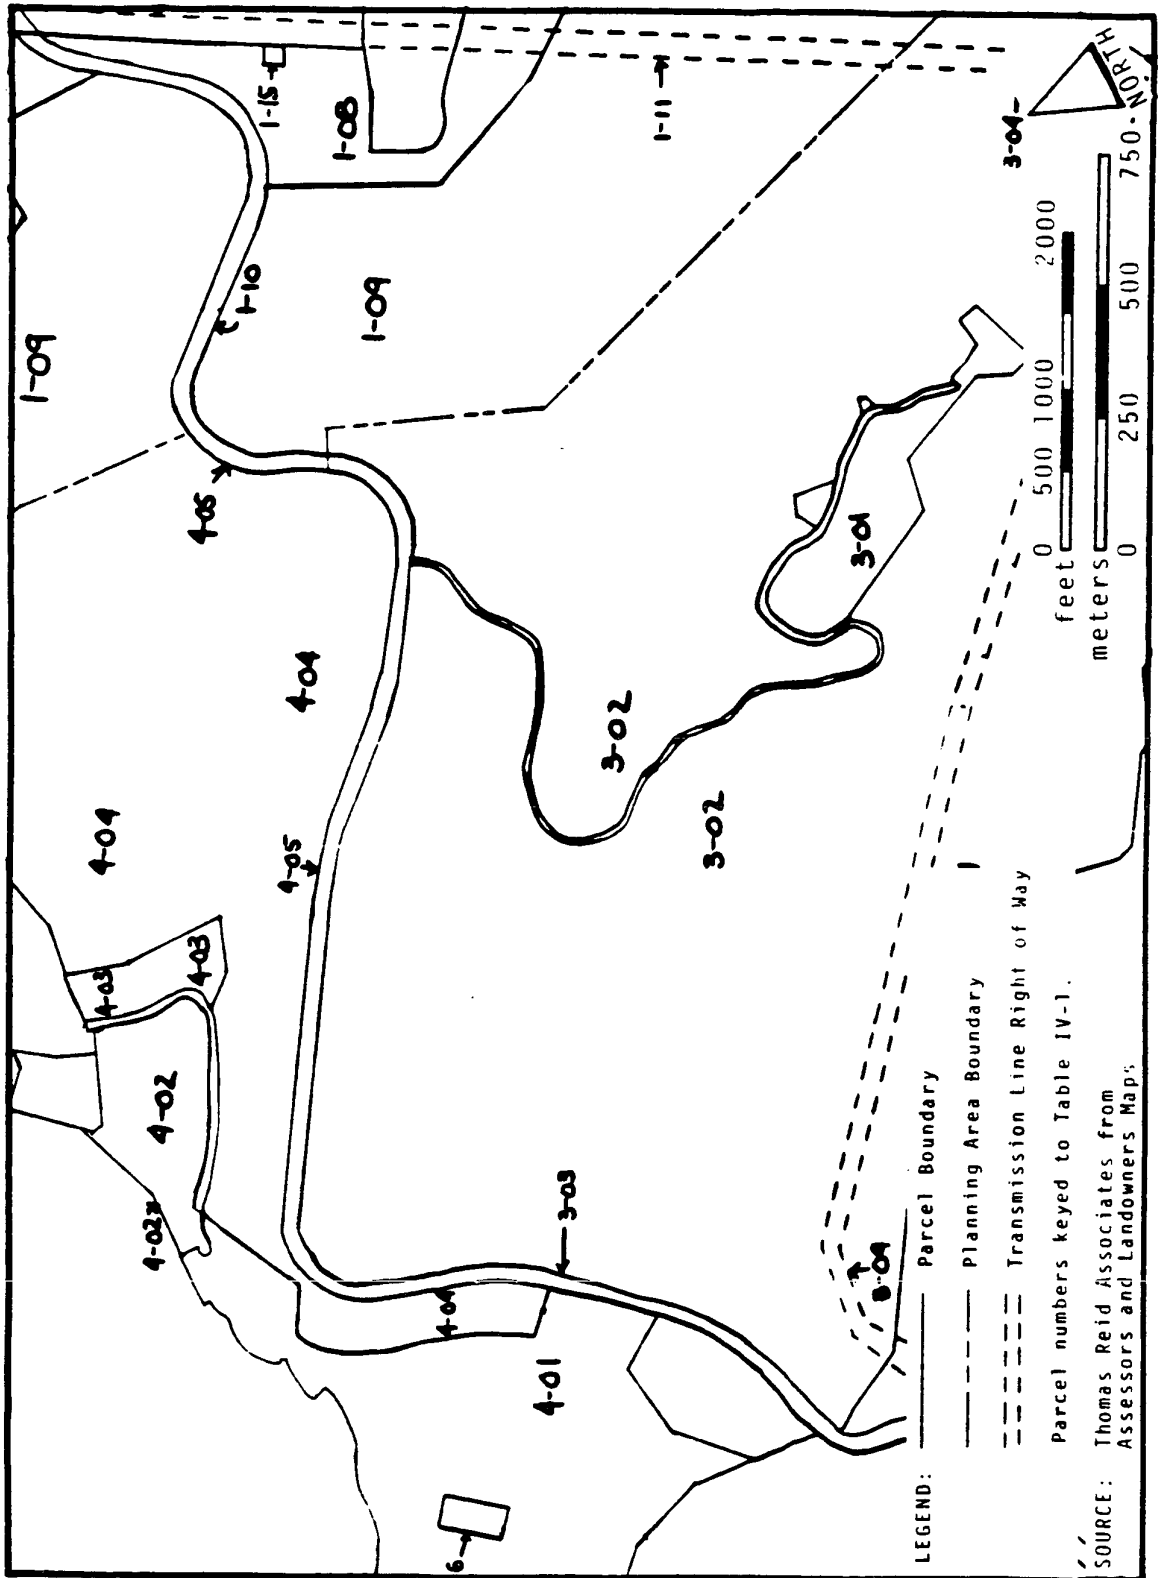 1-09
1-15
1-08
1-11
3-04
NORTH
1-10
1-09
4-05
4-04
4-04
4-05
3-02
3-02
3-01
4-03
4-03
4-02
4-02
3-03
4-04
4-01
6
3-04
0 500 1000 2000
feet
meters
0 250 500 750
LEGEND:
Parcel Boundary
Planning Area Boundary
Transmission Line Right of Way
Parcel numbers keyed to Table IV-1.
SOURCE: Thomas Reid Associates from
Assessors and Landowners Maps